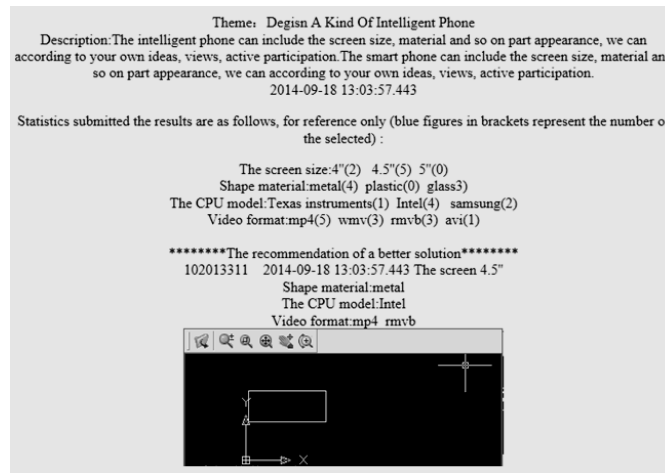 Theme：Degisn A Kind Of Intelligent Phone
Description:The intelligent phone can include the screen size, material and so on part appearance, we can
according to your own ideas, views, active participation.The smart phone can include the screen size, material an
so on part appearance, we can according to your own ideas, views, active participation.
2014-09-18 13:03:57.443
Statistics submitted the results are as follows, for reference only (blue figures in brackets represent the number o
the selected) :
The screen size:4"(2) 4.5"(5) 5"(0)
Shape material:metal(4) plastic(0) glass3)
The CPU model:Texas instruments(1) Intel(4) samsung(2)
Video format:mp4(5) wmv(3) rmvb(3) avi(1)
********The recommendation of a better solution********
102013311 2014-09-18 13:03:57.443 The screen 4.5"
Shape material:metal
The CPU model:Intel
Video format:mp4 rmvb
Y
X